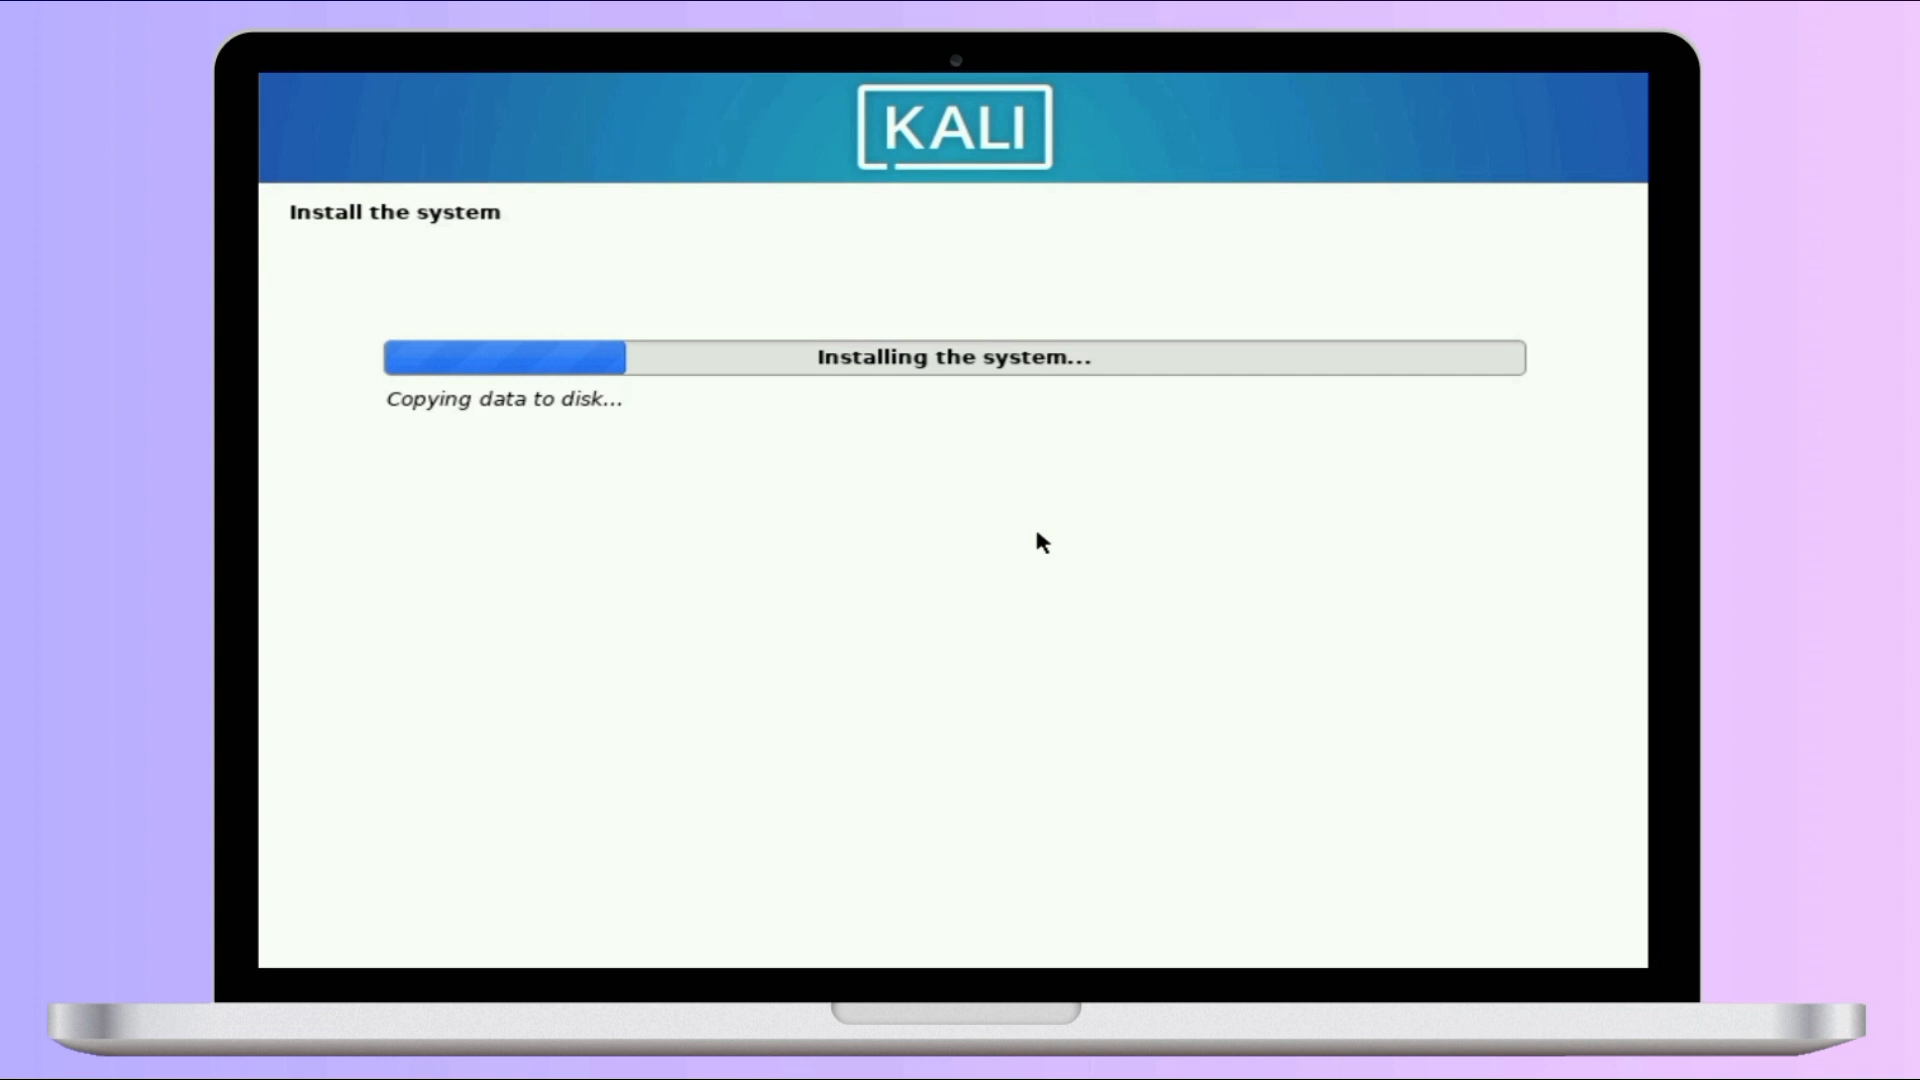 KALI
Install the system
Installing the system...
Copying data to disk...